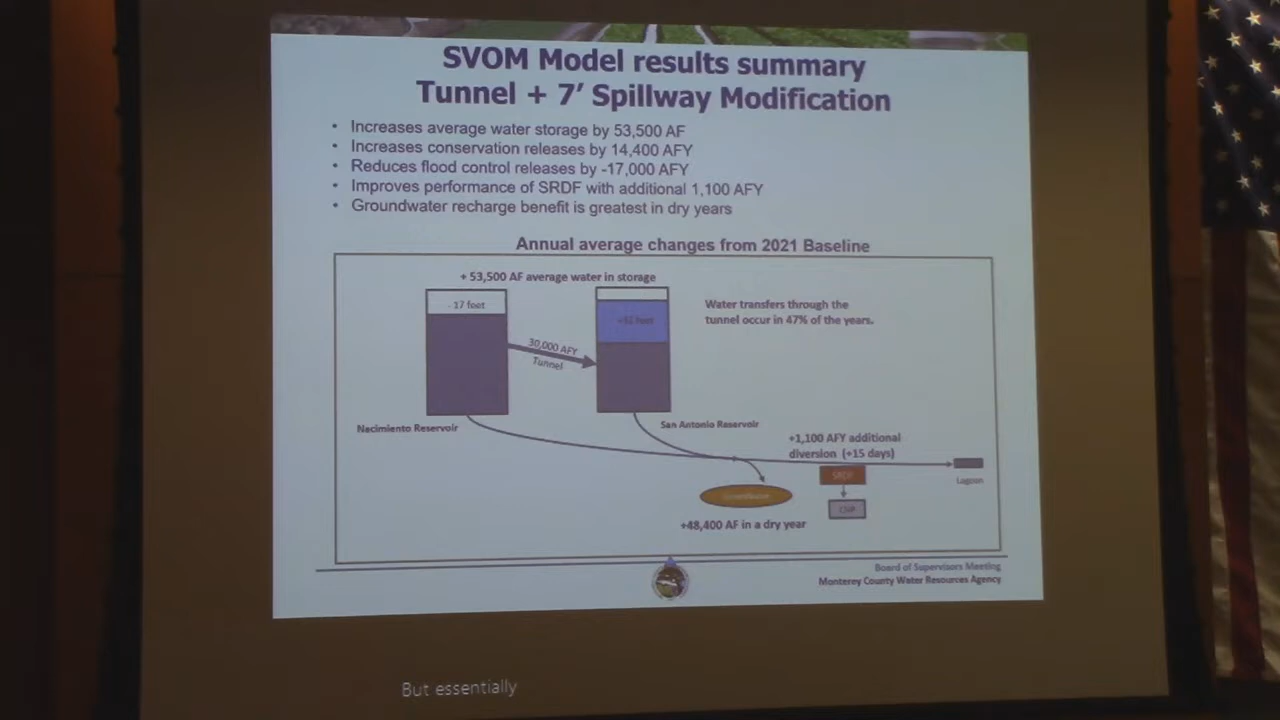 SVOM Model results summary
Tunnel + 7' Spillway Modification
• Increases average water storage by 53,500 AF
• Increases conservation releases by 14,400 AFY
• Reduces flood control releases by -17,000 AFY
• Improves performance of SRDF with additional 1,100 AFY
• Groundwater recharge benefit is greatest in dry years
Annual average changes from 2021 Baseline
+ 53,500 AF average water in storage
- 17 feet
Water transfers through the
tunnel occur in 47% of the years.
30,000 AFY
Tunnel
Nacimiento Reservoir
San Antonio Reservoir
+1,100 AFY additional
diversion (+15 days)
SRDF
Lagoon
CSIP
+48,400 AF in a dry year
Board of Supervisors Meeting
Monterey County Water Resources Agency
But essentially